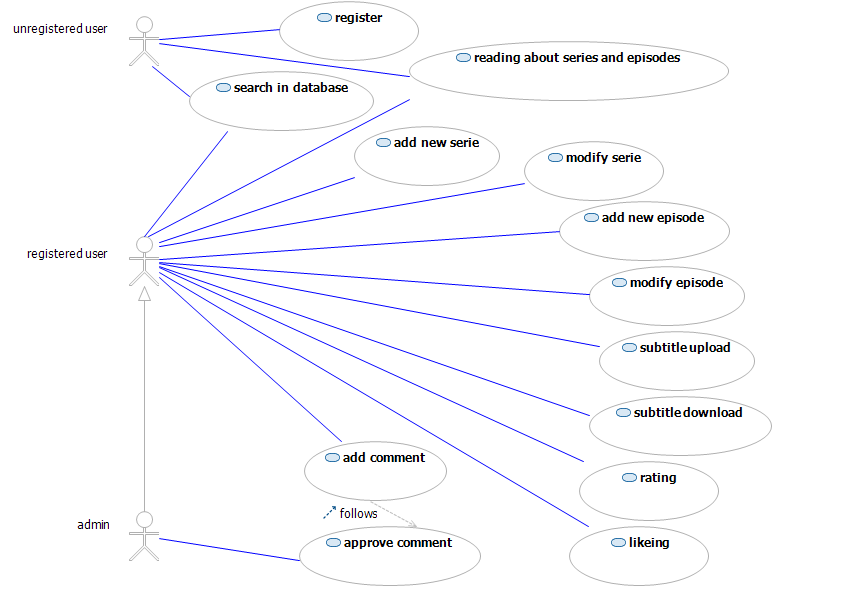 register
unregistered user
reading about series and episodes
search in database
add new serie
modify serie
add new episode
registered user
modify episode
subtitle upload
subtitle download
add comment
rating
follows
admin
approve comment
likeing